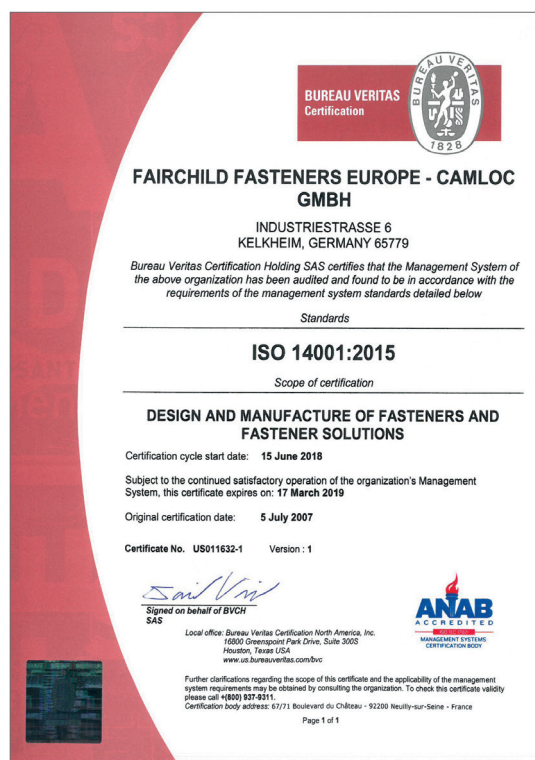 BUREAU VERITAS
Certification
BUREAU VERITAS
1828
FAIRCHILD FASTENERS EUROPE - CAMLOC
GMBH
INDUSTRIESTRASSE 6
KELKHEIM, GERMANY 65779
Bureau Veritas Certification Holding SAS certifies that the Management System of
the above organization has been audited and found to be in accordance with the
requirements of the management system standards detailed below
Standards
ISO 14001:2015
Scope of certification
DESIGN AND MANUFACTURE OF FASTENERS AND
FASTENER SOLUTIONS
Certification cycle start date: 15 June 2018
Subject to the continued satisfactory operation of the organization's Management
System, this certificate expires on: 17 March 2019
Original certification date: 5 July 2007
Certificate No. US011632-1 Version : 1
Signed on behalf of BVCH
SAS
ANAB
ACCREDITED
MANAGEMENT SYSTEMS
CERTIFICATION BODY
Local office: Bureau Veritas Certification North America, Inc.
16800 Greenspoint Park Drive, Suite 300S
Houston, Texas USA
www.us.bureauveritas.com/bvc
Further clarifications regarding the scope of this certificate and the applicability of the management
system requirements may be obtained by consulting the organization. To check this certificate validity
please call +(800) 937-9311.
Certification body address: 67/71 Boulevard du Château - 92200 Neuilly-sur-Seine - France
Page 1 of 1